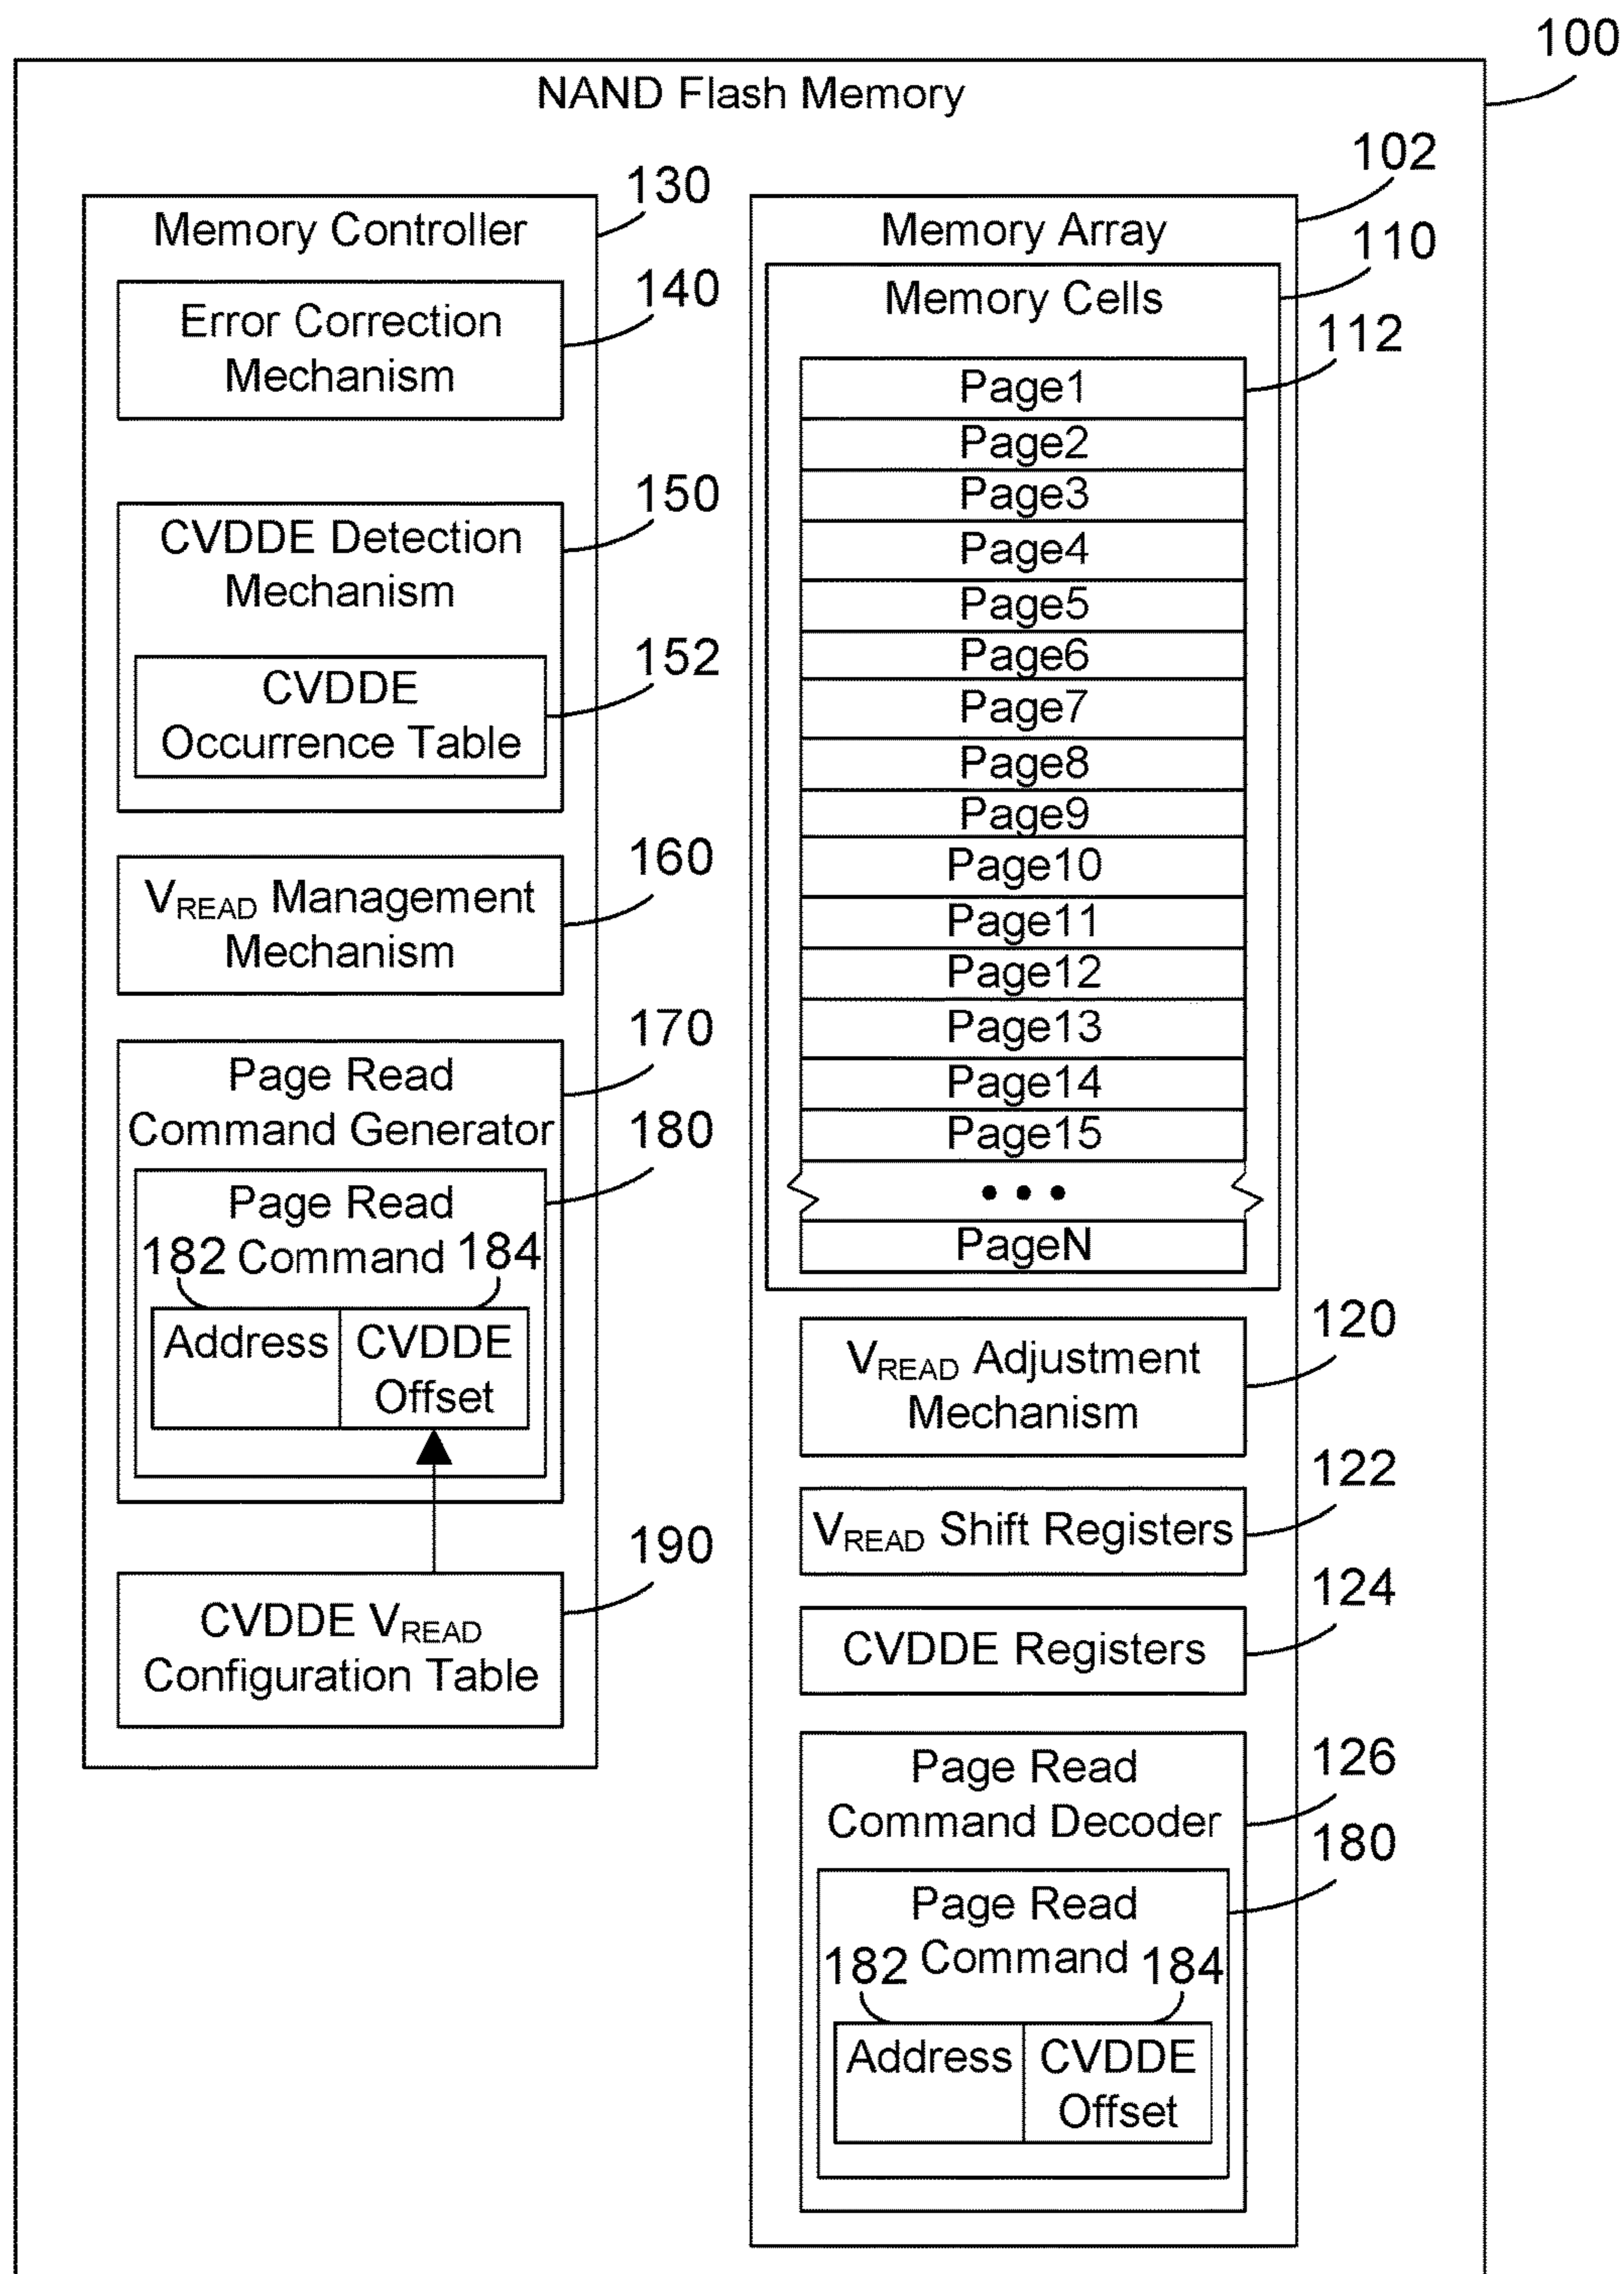 100
NAND Flash Memory
130
Memory Controller
140
Error Correction
Mechanism
150
CVDDE Detection
Mechanism
152
CVDDE
Occurrence Table
160
VREAD Management
Mechanism
170
Page Read
Command Generator
180
Page Read
182 Command 184
Address
CVDDE
Offset
190
CVDDE VREAD
Configuration Table
102
Memory Array
110
Memory Cells
112
Page1
Page2
Page3
Page4
Page5
Page6
Page7
Page8
Page9
Page10
Page11
Page12
Page13
Page14
Page15
• • •
PageN
120
VREAD Adjustment
Mechanism
122
VREAD Shift Registers
124
CVDDE Registers
126
Page Read
Command Decoder
180
Page Read
182 Command 184
Address
CVDDE
Offset